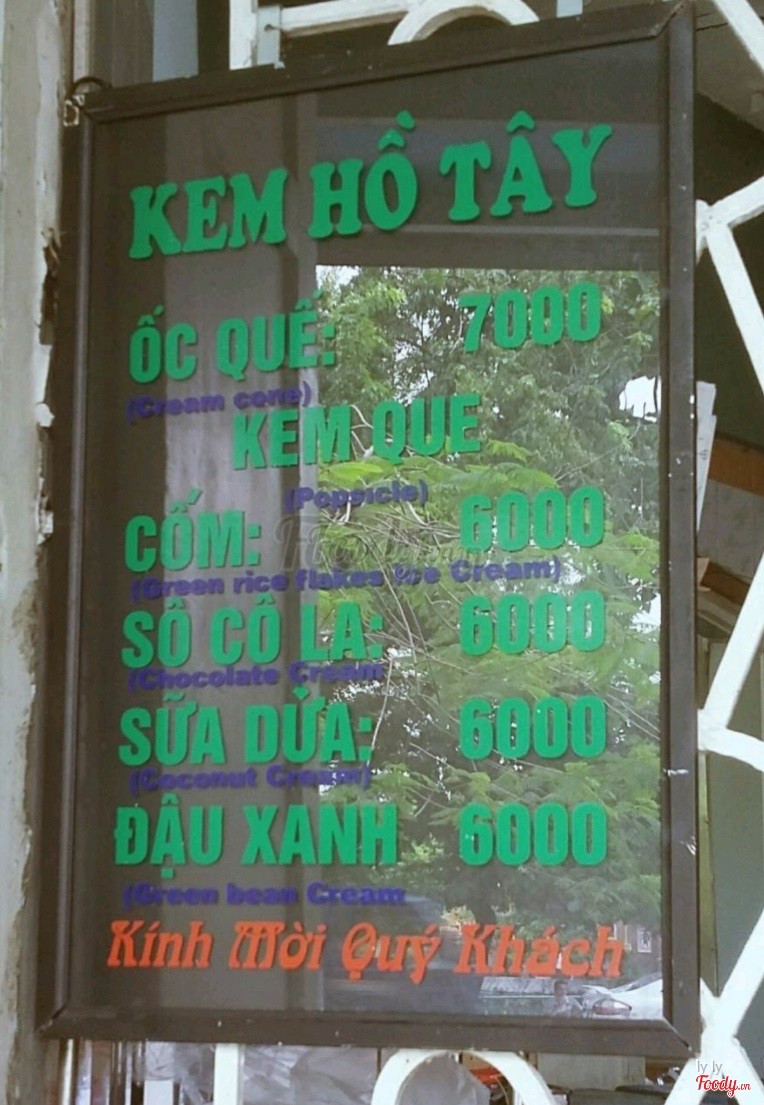 KEM HỒ TÂY
ỐC QUẾ: 7000
(Cream cone)
KEM QUE
(Popsicle)
CỐM: 6000
(Green rice flakes Ice Cream)
SÔ CÔ LA: 6000
(Chocolate Cream
SỮA DỪA: 6000
(Coconut Cream)
ĐẬU XANH 6000
(Green bean Cream
Kính Mời Quý Khách
ly ly
Foody.vn